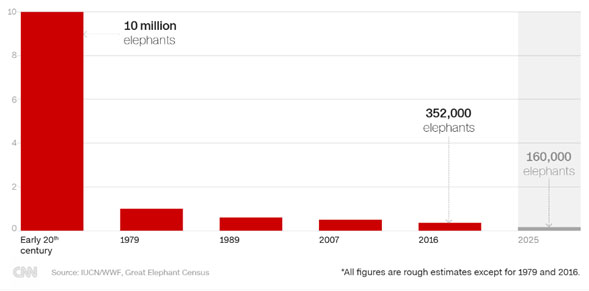 10
8
6
4
2
0
10 million
elephants
352,000
elephants
160,000
elephants
Early 20th
century
1979
1989
2007
2016
2025
CNN
Source: IUCN/WWF, Great Elephant Census
*All figures are rough estimates except for 1979 and 2016.